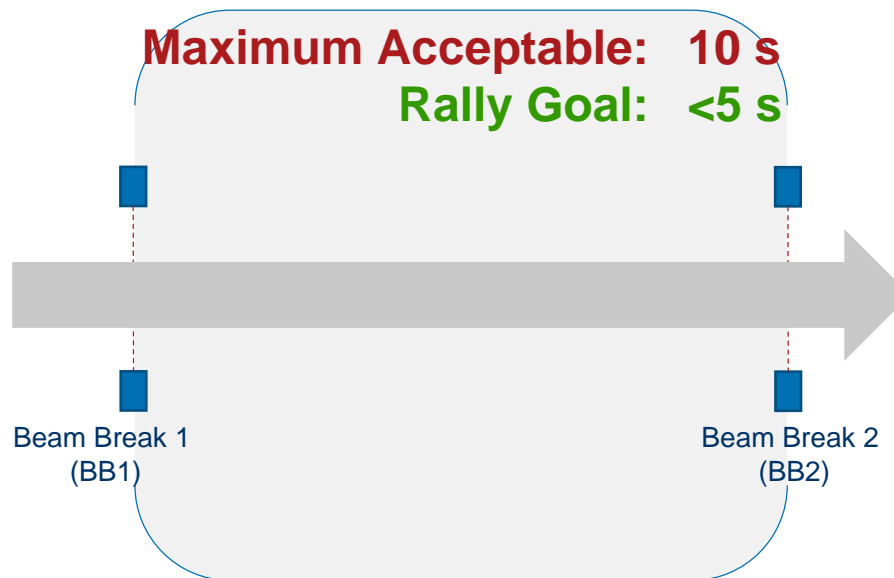 Maximum Acceptable: 10 s
Rally Goal: <5 s
Beam Break 1
(BB1)
Beam Break 2
(BB2)